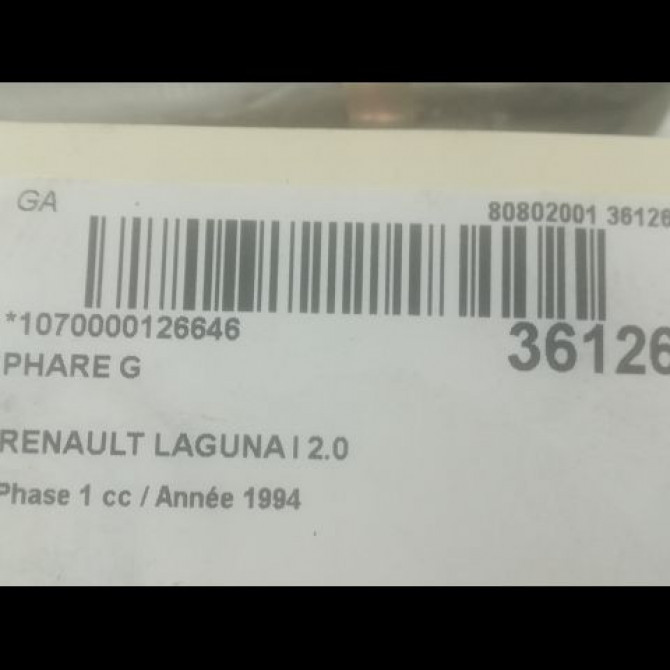 GA
80802001 36126
*1070000126646
36126
PHARE G
RENAULT LAGUNA I 2.0
Phase 1 cc / Année 1994